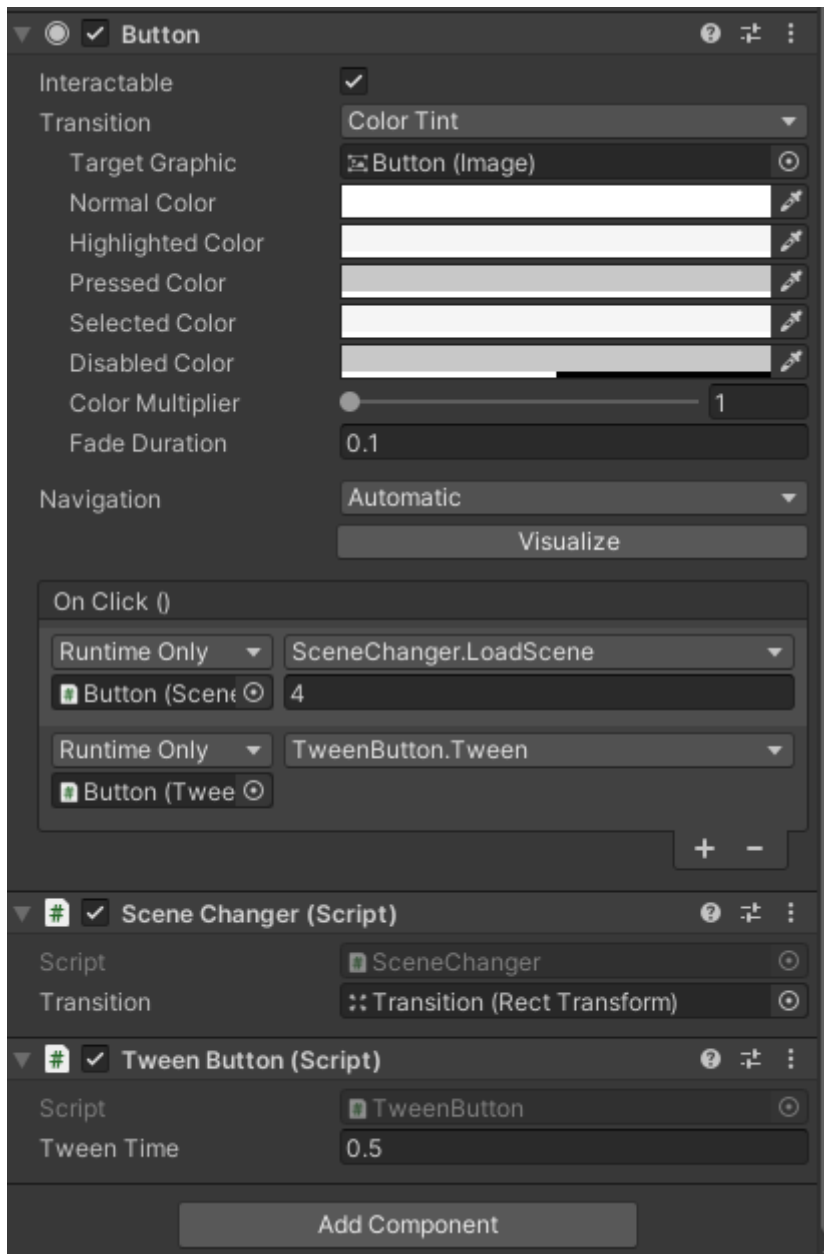 Button
Interactable
Transition Color Tint
Target Graphic Button (Image)
Normal Color
Highlighted Color
Pressed Color
Selected Color
Disabled Color
Color Multiplier 1
Fade Duration 0.1
Navigation Automatic
Visualize
On Click ()
Runtime Only SceneChanger.LoadScene
# Button (Scene 4
Runtime Only TweenButton.Tween
# Button (Twee
# Scene Changer (Script)
Script # SceneChanger
Transition Transition (Rect Transform)
# Tween Button (Script)
Script # TweenButton
Tween Time 0.5
Add Component